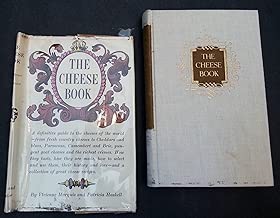 THE
CHEESE
BOOK
A definitive guide to the cheeses of the world
—from fresh country cheeses to Cheddars and
blues, Parmesans, Camembert and Brie, pun-
gent goat cheeses and the richest crèmes. How
they taste, how they are made, how to select
and use them, their history and lore—and a
collection of great cheese recipes.
By Vivienne Marquis and Patricia Haskell
THE
CHEESE
BOOK